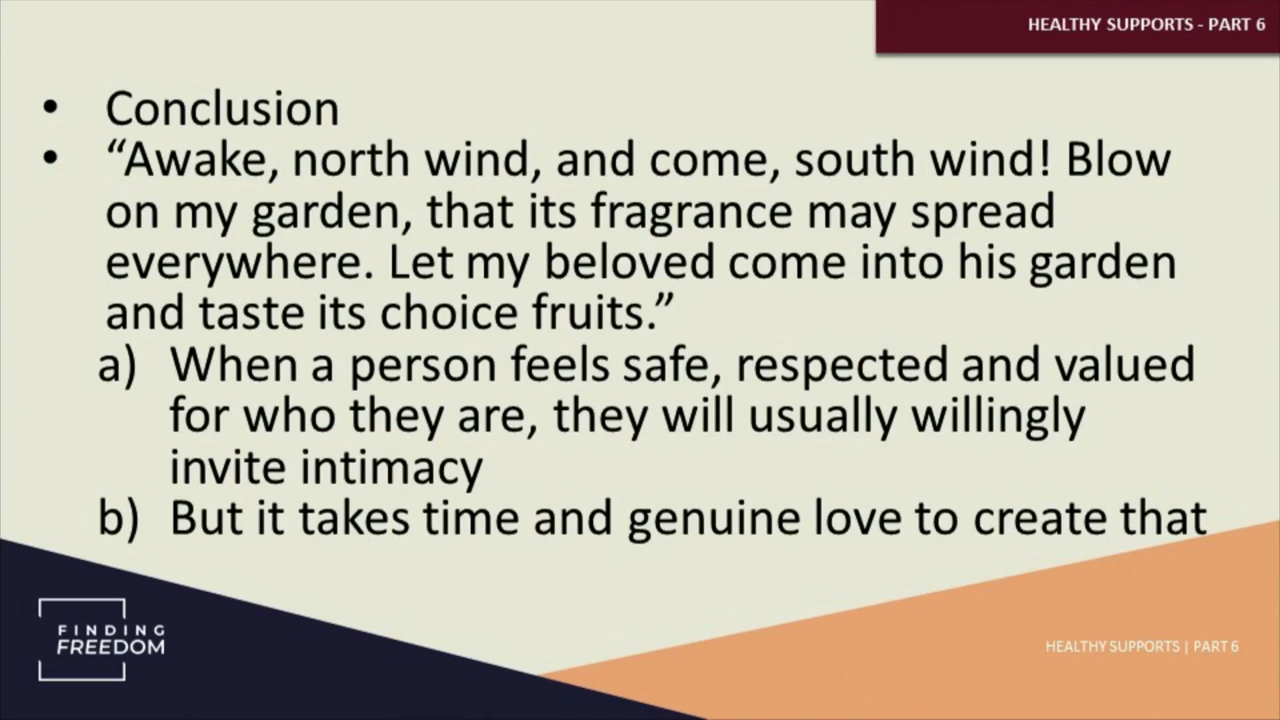 HEALTHY SUPPORTS - PART 6
• Conclusion
• “Awake, north wind, and come, south wind! Blow
on my garden, that its fragrance may spread
everywhere. Let my beloved come into his garden
and taste its choice fruits.”
a) When a person feels safe, respected and valued
for who they are, they will usually willingly
invite intimacy
b) But it takes time and genuine love to create that
FINDING
FREEDOM
HEALTHY SUPPORTS | PART 6